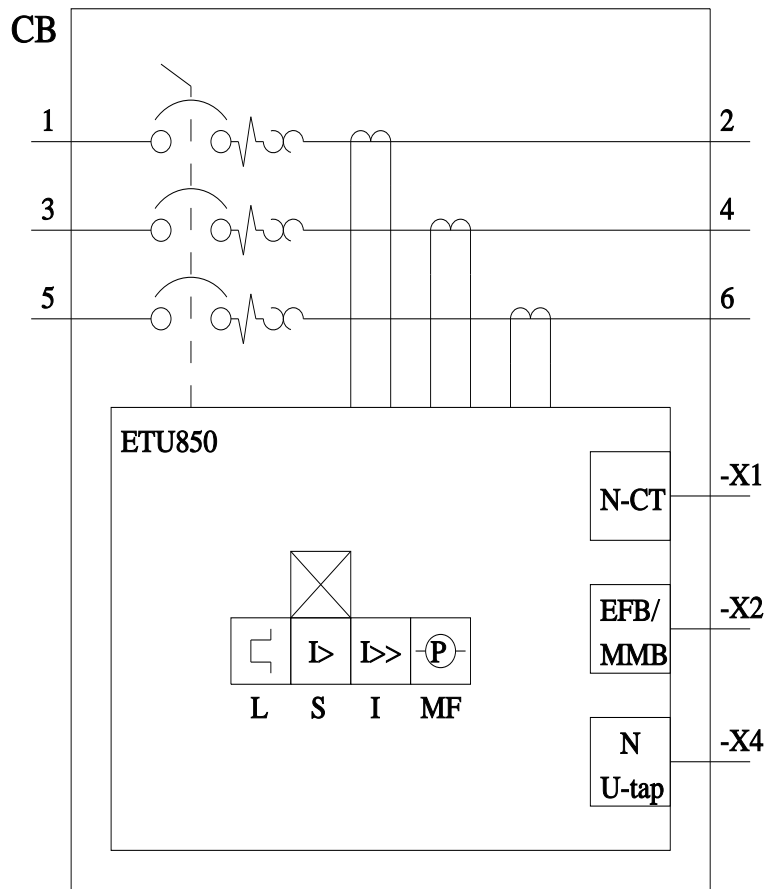 CB
1
2
3
4
5
6
ETU850
-X1
N-CT
-X2
EFB/
MMB
I>
I>>
P
L
S
I
MF
-X4
N
U-tap